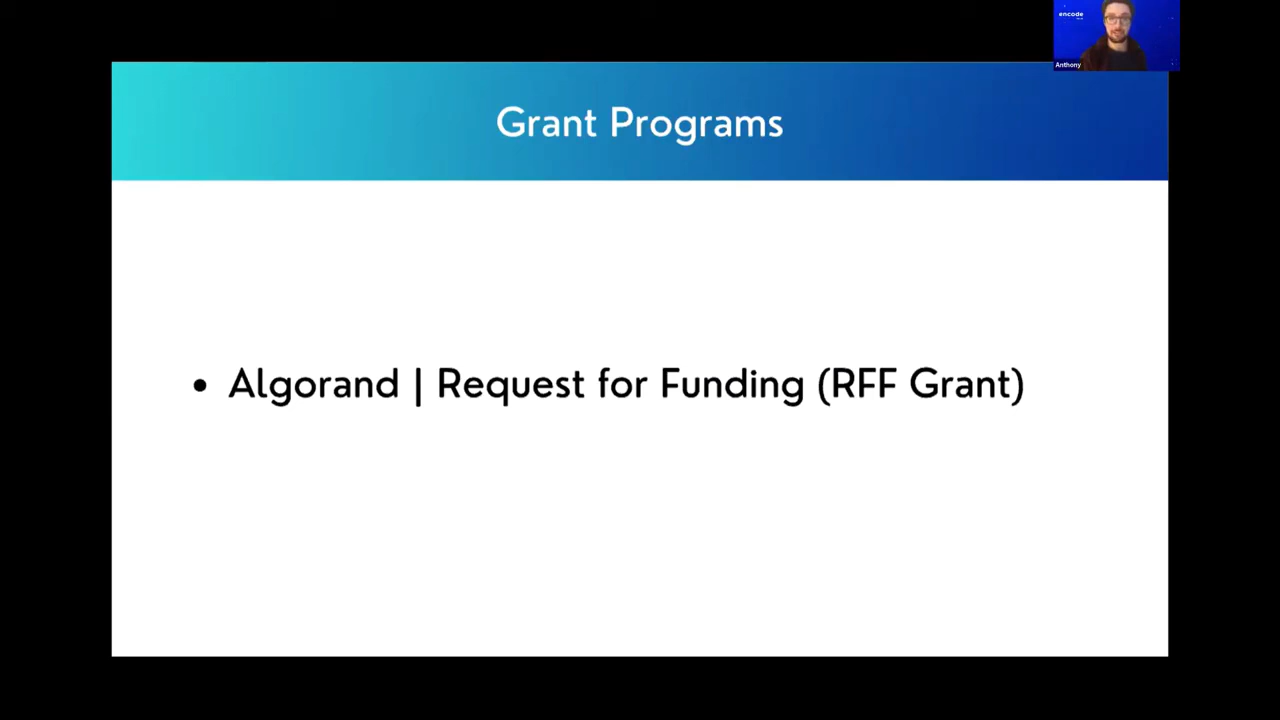 encode
Anthony
Grant Programs
• Algorand | Request for Funding (RFF Grant)